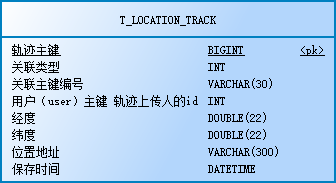 T_LOCATION_TRACK
轨迹主键 BIGINT <pk>
关联类型 INT
关联主键编号 VARCHAR(30)
用户（user）主键 轨迹上传人的id INT
经度 DOUBLE(22)
纬度 DOUBLE(22)
位置地址 VARCHAR(300)
保存时间 DATETIME